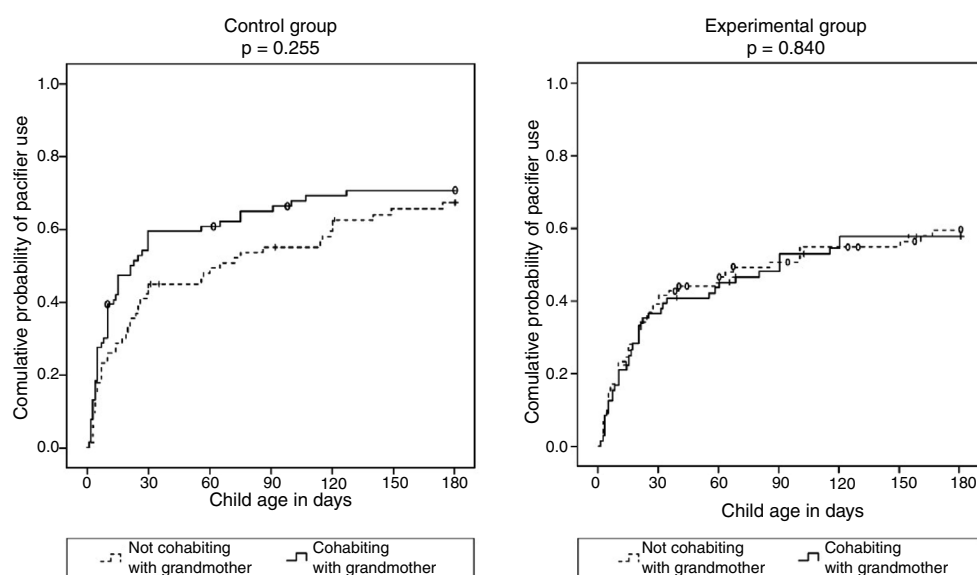 Control group
p = 0.255
Comulative probability of pacifier use
1.0
0.8
0.6
0.4
0.2
0.0
0 30 60 90 120 150 180
Child age in days
Not cohabiting
with grandmother
Cohabiting
with grandmother
Experimental group
p = 0.840
Comulative probability of pacifier use
1.0
0.8
0.6
0.4
0.2
0.0
0 30 60 90 120 150 180
Child age in days
Not cohabiting
with grandmother
Cohabiting
with grandmother